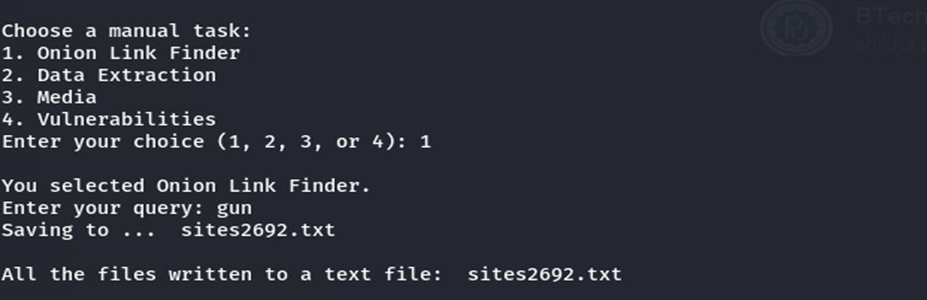 Choose a manual task:
1. Onion Link Finder
2. Data Extraction
3. Media
4. Vulnerabilities
Enter your choice (1, 2, 3, or 4): 1
You selected Onion Link Finder.
Enter your query: gun
Saving to ...  sites2692.txt
All the files written to a text file:  sites2692.txt
BTech
shikha